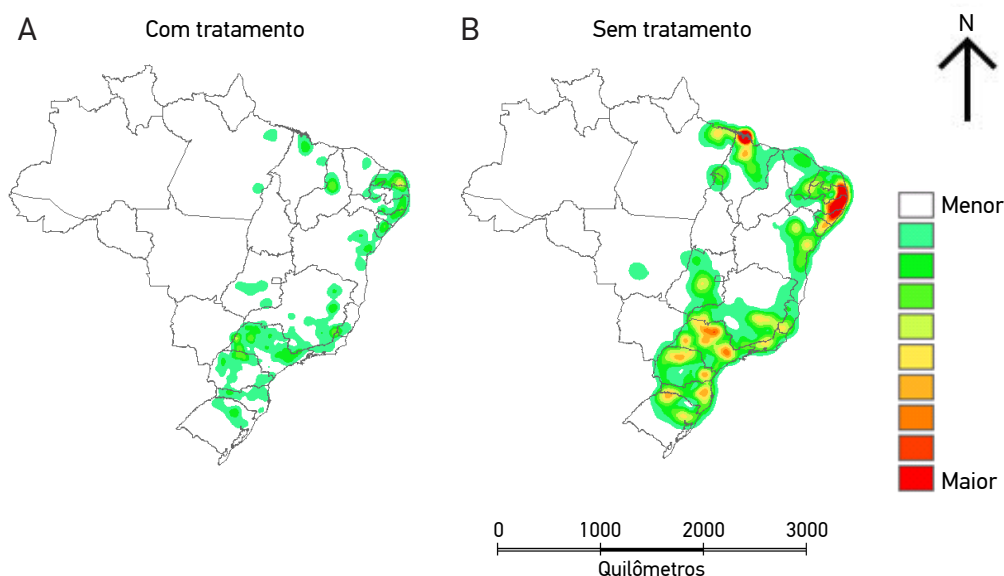 A
Com tratamento
B
Sem tratamento
N
Menor
Maior
0
1000
2000
3000
Quilômetros